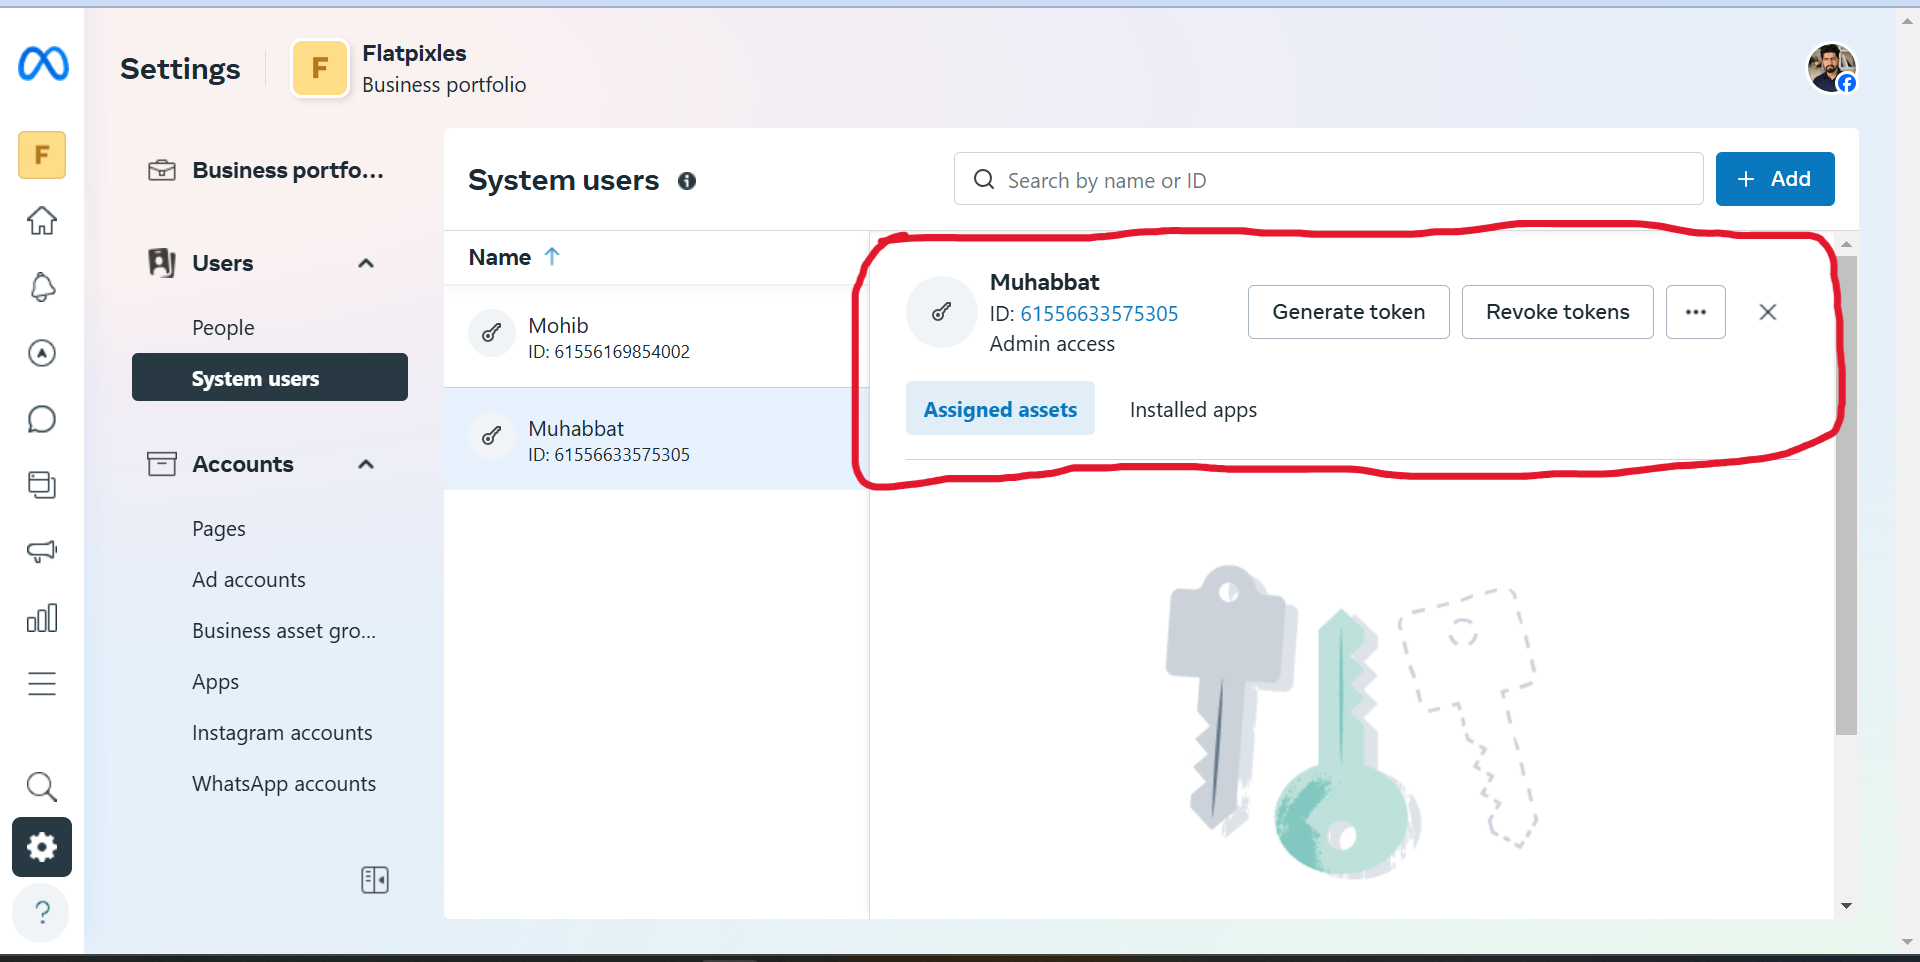 Settings
F
Flatpixles
Business portfolio
F
Business portfo...
Users
People
System users
Accounts
Pages
Ad accounts
Business asset gro...
Apps
Instagram accounts
WhatsApp accounts
?
System users
Search by name or ID
+ Add
Name ↑
Mohib
ID: 61556169854002
Muhabbat
ID: 61556633575305
Muhabbat
ID: 61556633575305
Admin access
Generate token
Revoke tokens
...
Assigned assets
Installed apps